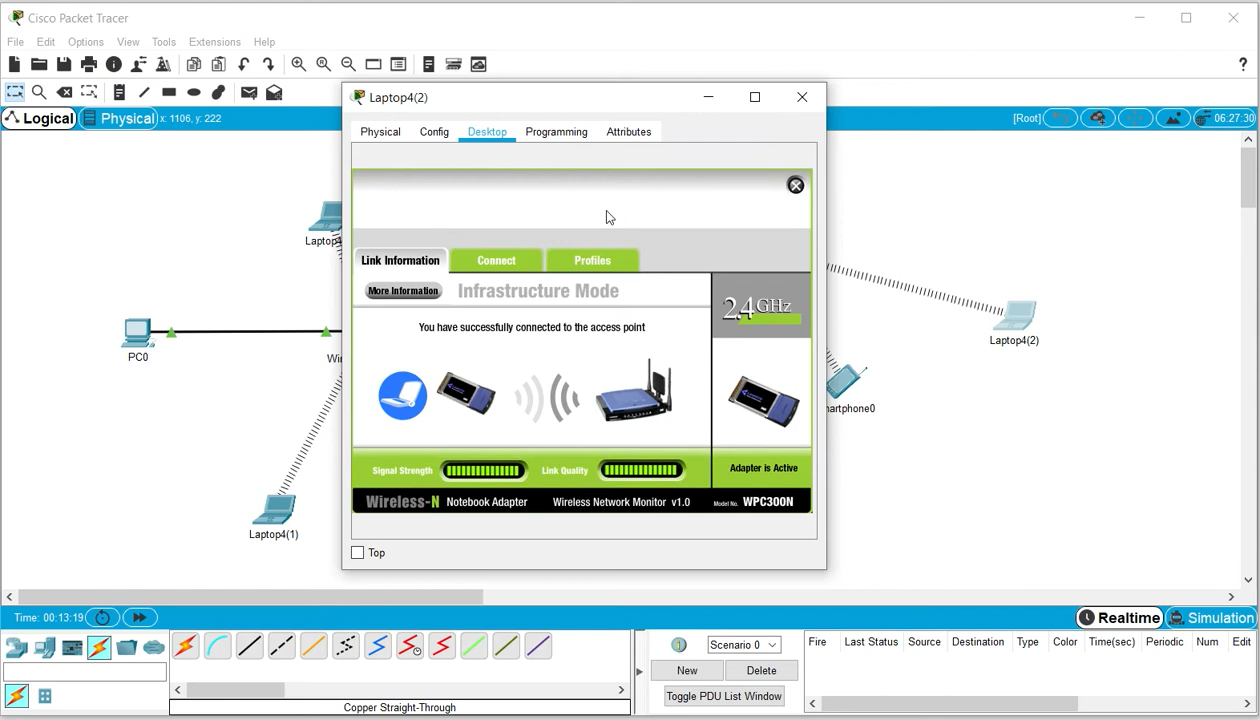 Cisco Packet Tracer
File Edit Options View Tools Extensions Help
?
Logical Physical x: 1106, y: 222 [Root] 06:27:30
Laptop4(2)
Physical Config Desktop Programming Attributes
Link Information Connect Profiles
More Information Infrastructure Mode
2.4GHz
You have successfully connected to the access point
Signal Strength Link Quality Adapter is Active
Wireless-N Notebook Adapter Wireless Network Monitor v1.0 Model No. WPC300N
Top
Laptop4
PC0
Wi
Laptop4(1)
Laptop4(2)
martphone0
Time: 00:13:19 Realtime Simulation
Scenario 0 Fire Last Status Source Destination Type Color Time(sec) Periodic Num Edit
New Delete
Toggle PDU List Window
Copper Straight-Through